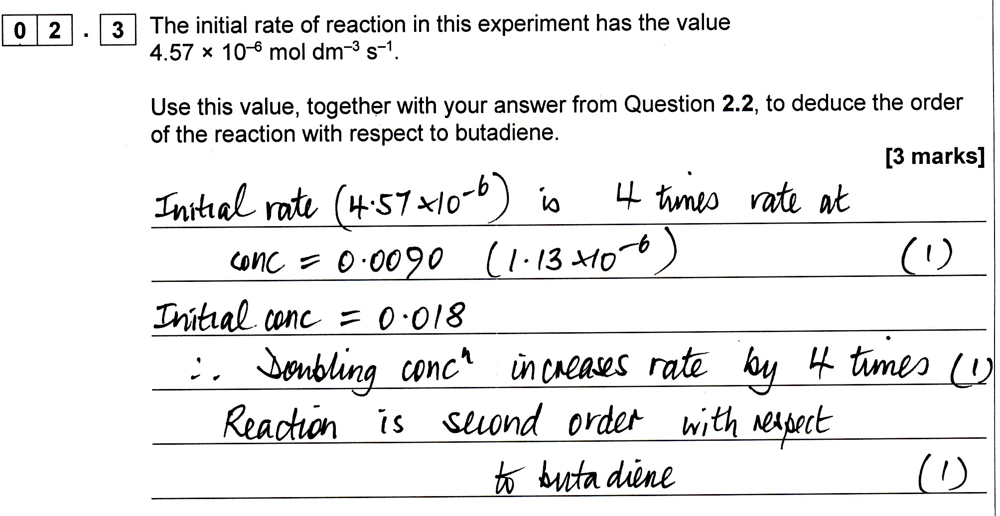 0 2 . 3 The initial rate of reaction in this experiment has the value
4.57 × 10⁻⁶ mol dm⁻³ s⁻¹.
Use this value, together with your answer from Question 2.2, to deduce the order
of the reaction with respect to butadiene.
[3 marks]
Initial rate (4.57 × 10⁻⁶) is 4 times rate at
conc = 0.0090 (1.13 × 10⁻⁶) (1)
Initial conc = 0.018
∴ Doubling concⁿ increases rate by 4 times (1)
Reaction is second order with respect
to butadiene (1)